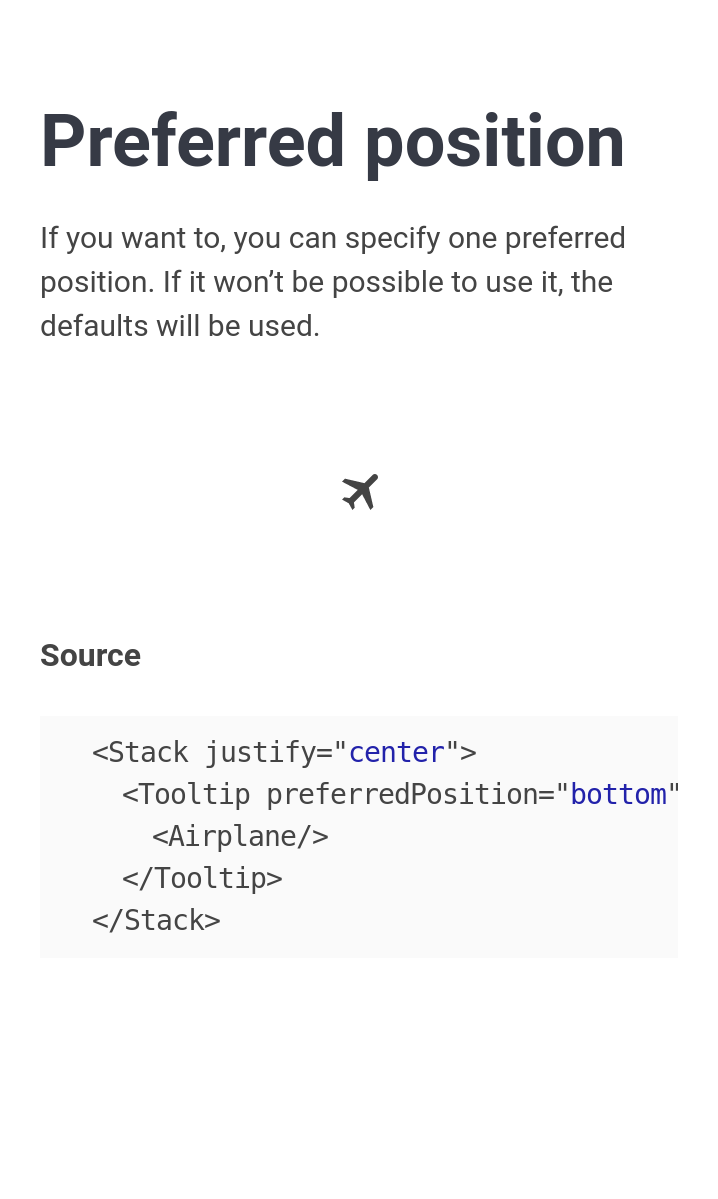 Preferred position
If you want to, you can specify one preferred
position. If it won’t be possible to use it, the
defaults will be used.
Source
<Stack justify="center">
<Tooltip preferredPosition="bottom"
<Airplane/>
</Tooltip>
</Stack>